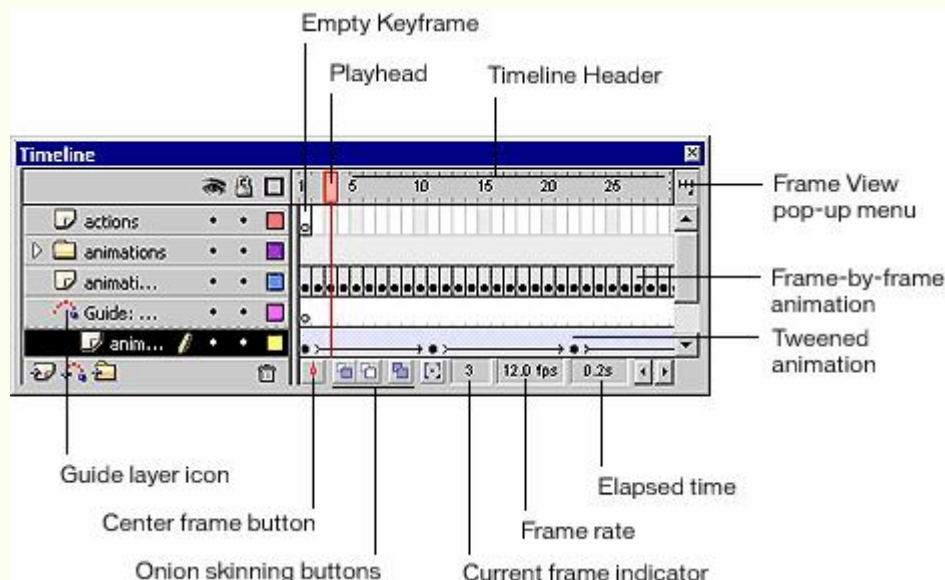 Empty Keyframe
Playhead
Timeline Header
Timeline
1 5 10 15 20 25
Frame View
pop-up menu
actions
animations
animati...
Frame-by-frame
animation
Guide: ...
anim...
Tweened
animation
3 12.0 fps 0.2s
Guide layer icon
Elapsed time
Center frame button
Frame rate
Onion skinning buttons
Current frame indicator